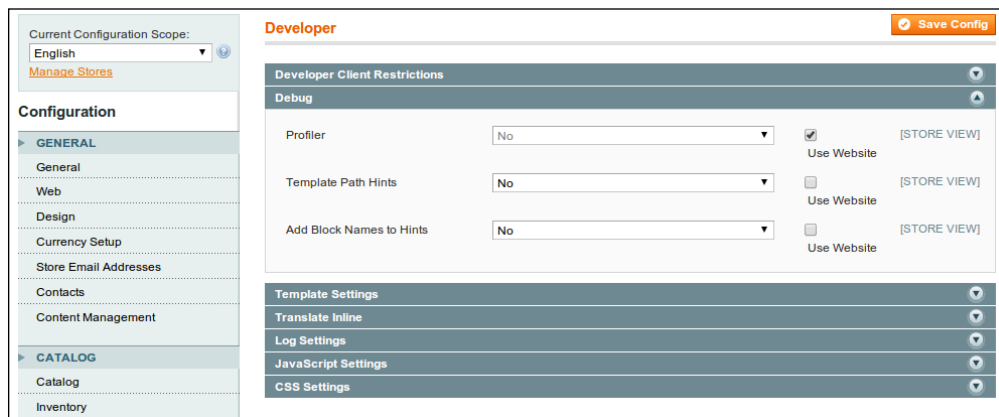 Current Configuration Scope:
English
Manage Stores
Configuration
GENERAL
General
Web
Design
Currency Setup
Store Email Addresses
Contacts
Content Management
CATALOG
Catalog
Inventory
Developer
Save Config
Developer Client Restrictions
Debug
Profiler
No
Use Website
[STORE VIEW]
Template Path Hints
No
Use Website
[STORE VIEW]
Add Block Names to Hints
No
Use Website
[STORE VIEW]
Template Settings
Translate Inline
Log Settings
JavaScript Settings
CSS Settings